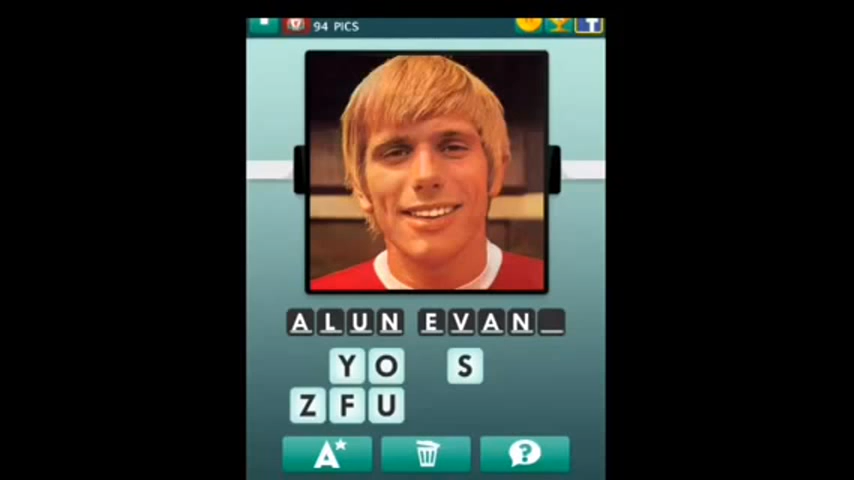 94 PICS
ALUN EVAN_
YO S
ZFU
A ?